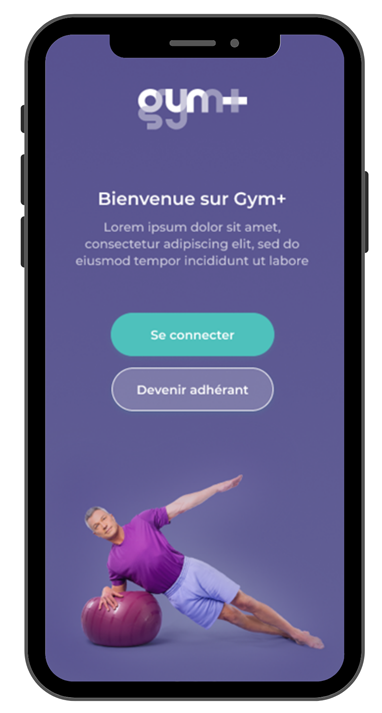 gym+
Bienvenue sur Gym+
Lorem ipsum dolor sit amet,
consectetur adipiscing elit, sed do
eiusmod tempor incididunt ut labore
Se connecter
Devenir adhérant